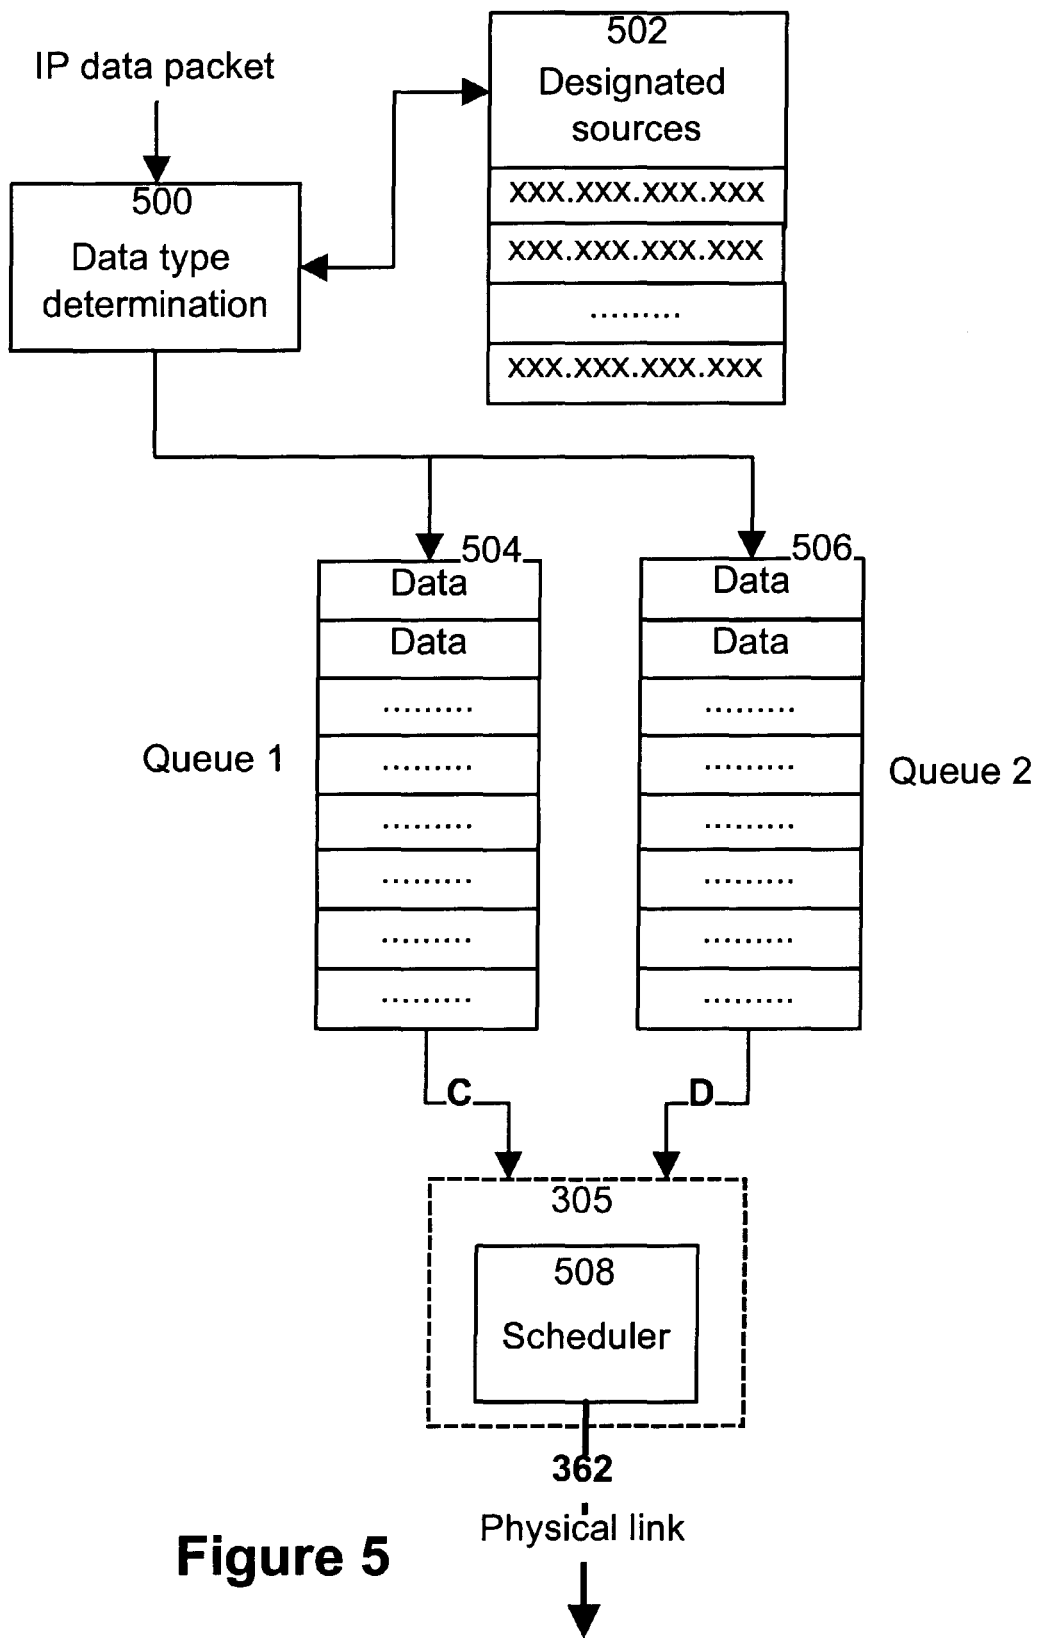 IP data packet
502
Designated
sources
xxx.xxx.xxx.xxx
xxx.xxx.xxx.xxx
.........
xxx.xxx.xxx.xxx
500
Data type
determination
504
Data
Data
.........
.........
.........
.........
.........
.........
Queue 1
506
Data
Data
.........
.........
.........
.........
.........
.........
Queue 2
C
D
305
508
Scheduler
362
Physical link
Figure 5